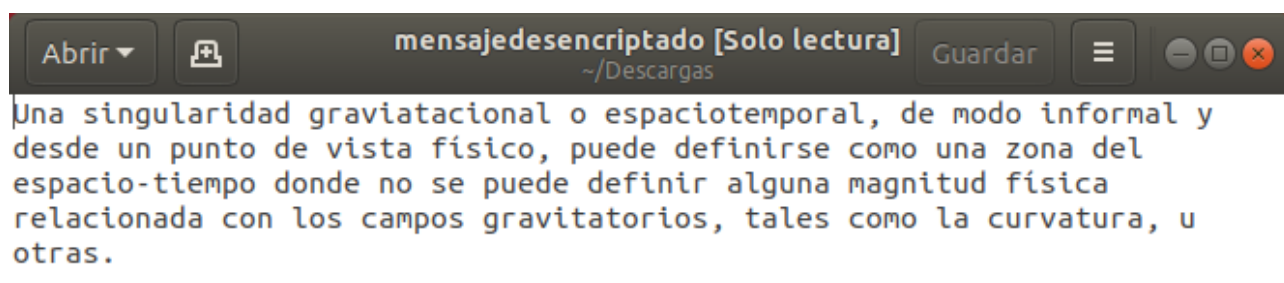 Abrir
mensajedesencriptado [Solo lectura]
~/Descargas
Guardar
Una singularidad graviatacional o espaciotemporal, de modo informal y
desde un punto de vista físico, puede definirse como una zona del
espacio-tiempo donde no se puede definir alguna magnitud física
relacionada con los campos gravitatorios, tales como la curvatura, u
otras.